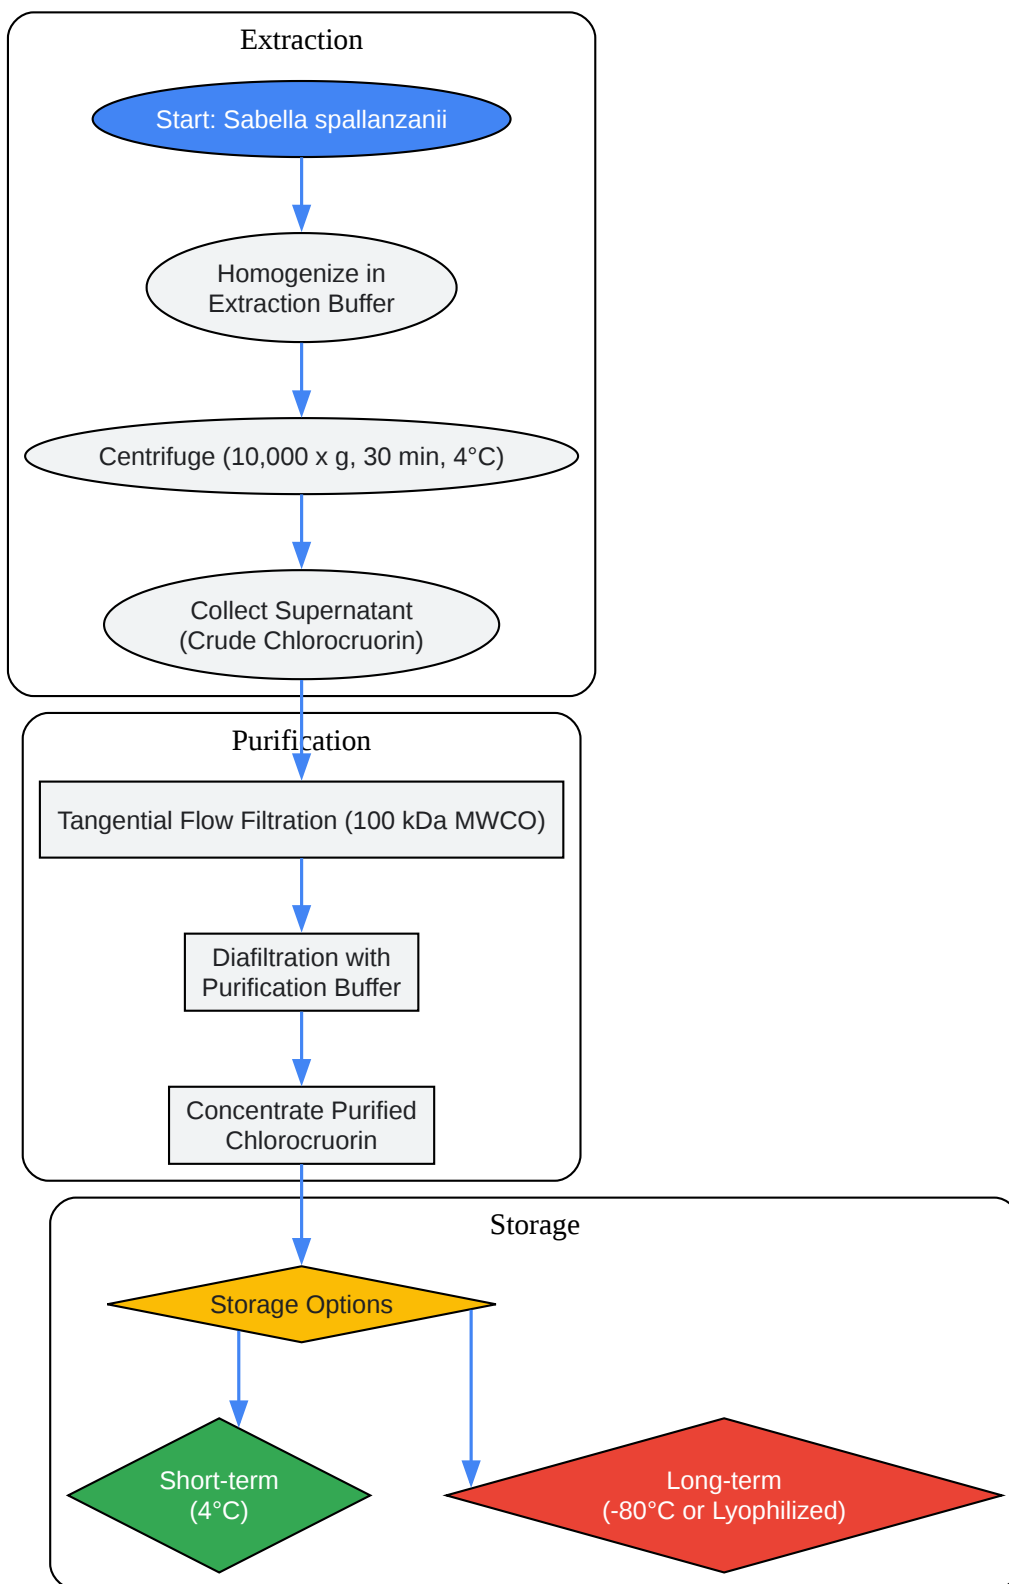 Extraction
Start: Sabella spallanzanii
Homogenize in
Extraction Buffer
Centrifuge (10,000 x g, 30 min, 4°C)
Collect Supernatant
(Crude Chlorocruorin)
Purification
Tangential Flow Filtration (100 kDa MWCO)
Diafiltration with
Purification Buffer
Concentrate Purified
Chlorocruorin
Storage
Storage Options
Short-term
(4°C)
Long-term
(-80°C or Lyophilized)